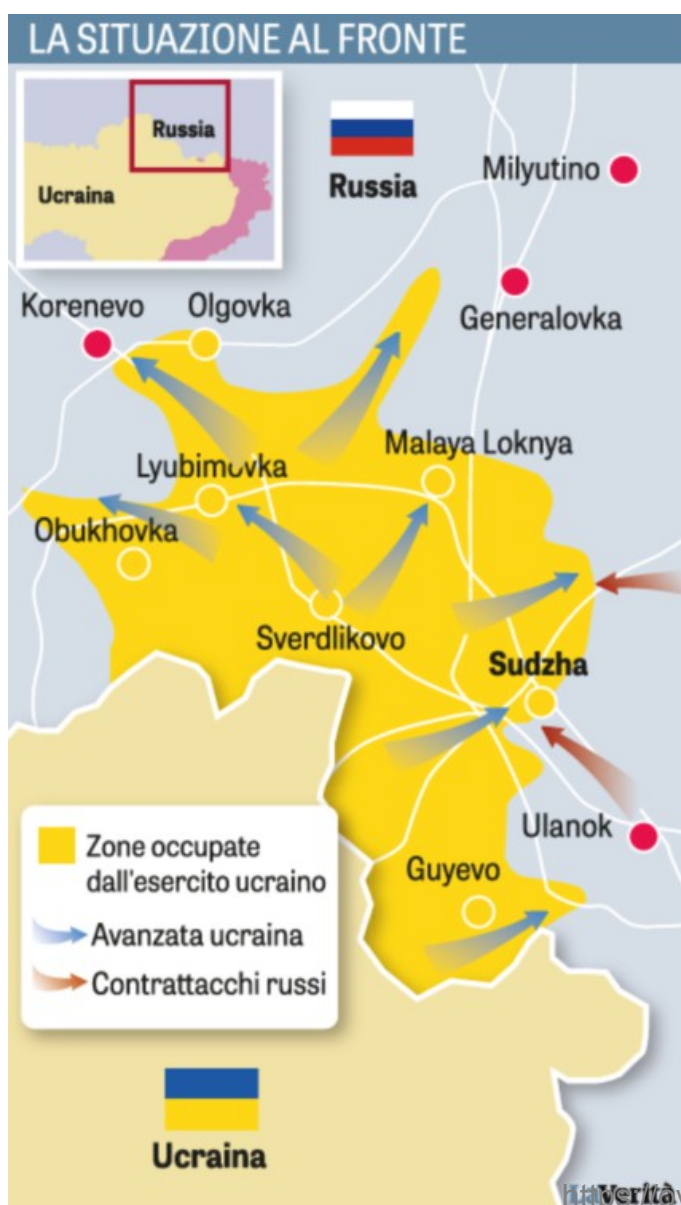 LA SITUAZIONE AL FRONTE
Russia
Ucraina
Russia
Milyutino
Korenevo
Olgovka
Generalovka
Malaya Loknya
Lyubimovka
Obukhovka
Sverdlikovo
Sudzha
Ulanok
Guyevo
Zone occupate
dall'esercito ucraino
Avanzata ucraina
Contrattacchi russi
Ucraina
LaVerità